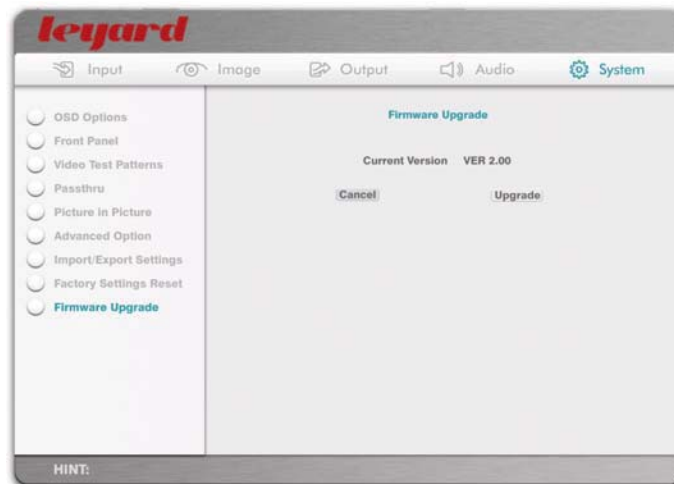 leyard
Input Image Output Audio System
OSD Options
Front Panel
Video Test Patterns
Passthru
Picture in Picture
Advanced Option
Import/Export Settings
Factory Settings Reset
Firmware Upgrade
Firmware Upgrade
Current Version VER 2.00
Cancel Upgrade
HINT: